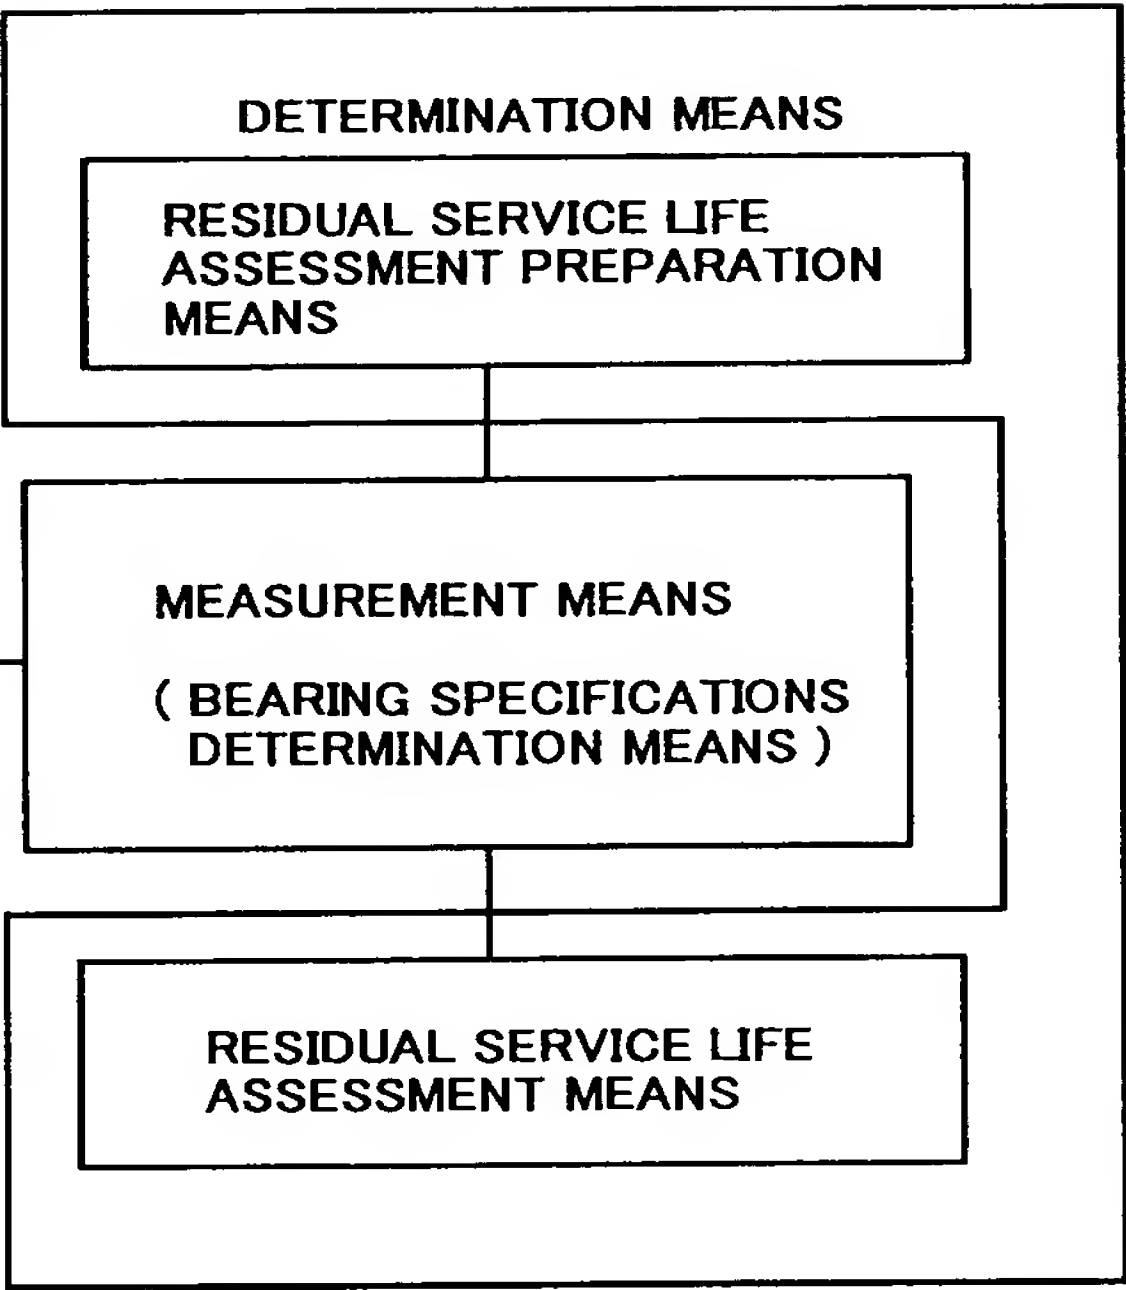 DETERMINATION MEANS
RESIDUAL SERVICE LIFE
ASSESSMENT PREPARATION
MEANS
MEASUREMENT MEANS
( BEARING SPECIFICATIONS
DETERMINATION MEANS )
RESIDUAL SERVICE LIFE
ASSESSMENT MEANS